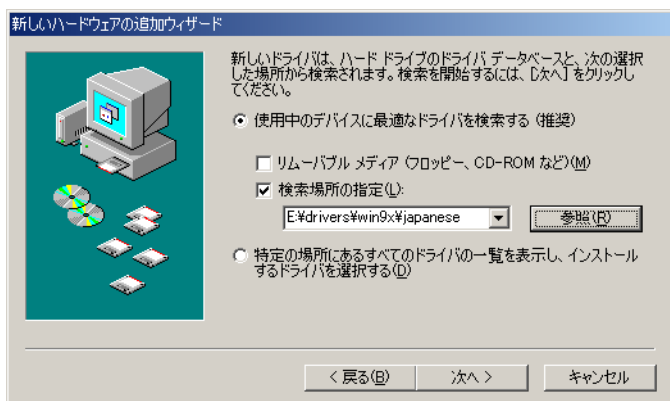 新しいハードウェアの追加ウィザード
新しいドライバは、ハード ドライブのドライバ データベースと、次の選択
した場所から検索されます。検索を開始するには、[次へ] をクリックし
てください。
使用中のデバイスに最適なドライバを検索する (推奨)
リムーバブル メディア (フロッピー、CD-ROM など)(M)
検索場所の指定(L):
E:¥drivers¥win9x¥japanese
参照(R)
特定の場所にあるすべてのドライバの一覧を表示し、インストール
するドライバを選択する(D)
< 戻る(B)
次へ >
キャンセル